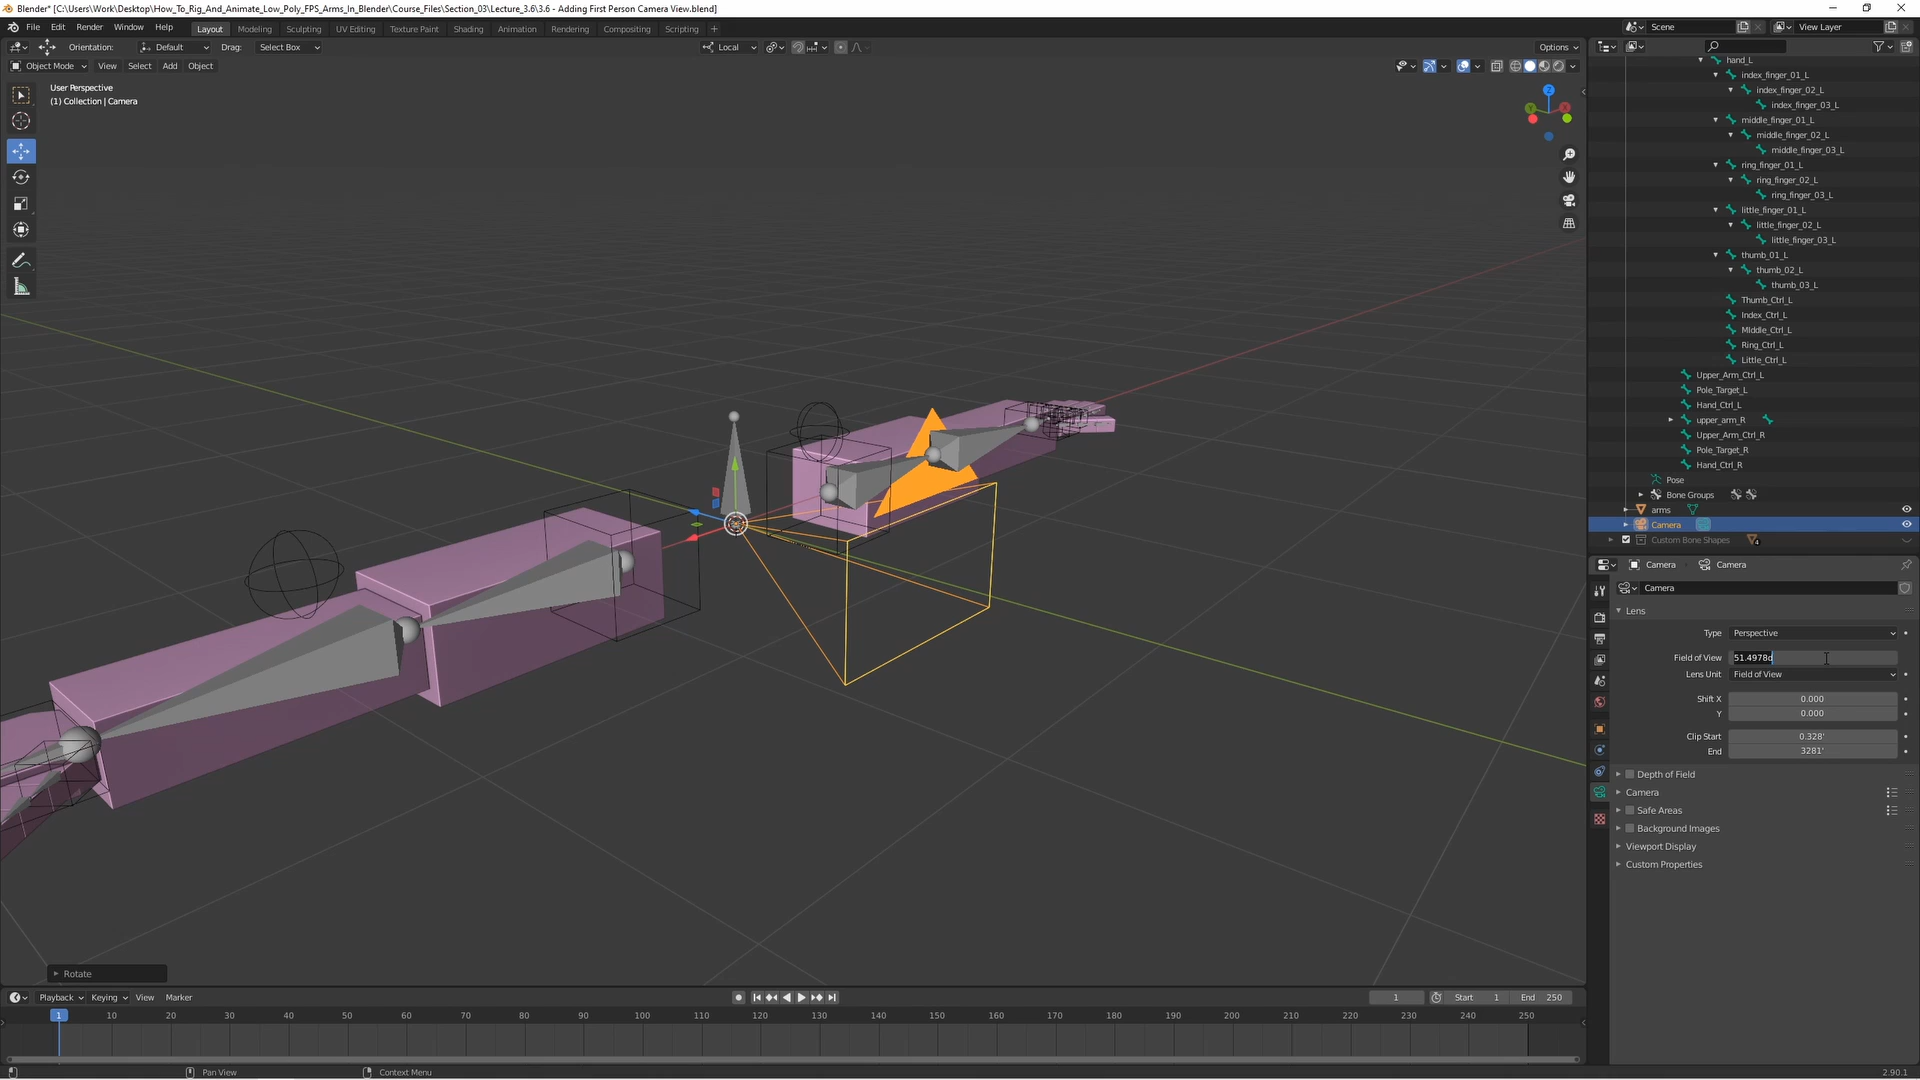 Blender* [C:\Users\Work\Desktop\How_To_Rig_And_Animate_Low_Poly_FPS_Arms_In_Blender\Course_Files\Section_03\Lecture_3.6\3.6 - Adding First Person Camera View.blend]
File Edit Render Window Help Layout Modeling Sculpting UV Editing Texture Paint Shading Animation Rendering Compositing Scripting + Scene View Layer
Orientation: Default Drag: Select Box Local Options
Object Mode View Select Add Object
User Perspective
(1) Collection | Camera
Z
X
Y
hand_L
index_finger_01_L
index_finger_02_L
index_finger_03_L
middle_finger_01_L
middle_finger_02_L
middle_finger_03_L
ring_finger_01_L
ring_finger_02_L
ring_finger_03_L
little_finger_01_L
little_finger_02_L
little_finger_03_L
thumb_01_L
thumb_02_L
thumb_03_L
Thumb_Ctrl_L
Index_Ctrl_L
MIddle_Ctrl_L
Ring_Ctrl_L
Little_Ctrl_L
Upper_Arm_Ctrl_L
Pole_Target_L
Hand_Ctrl_L
upper_arm_R
Upper_Arm_Ctrl_R
Pole_Target_R
Hand_Ctrl_R
Pose
Bone Groups
arms
Camera
Custom Bone Shapes 4
Camera Camera
Camera
Lens
Type Perspective
Field of View 51.4978d
Lens Unit Field of View
Shift X 0.000
Y 0.000
Clip Start 0.328'
End 3281'
Depth of Field
Camera
Safe Areas
Background Images
Viewport Display
Custom Properties
Rotate
Playback Keying View Marker 1 Start 1 End 250
1 10 20 30 40 50 60 70 80 90 100 110 120 130 140 150 160 170 180 190 200 210 220 230 240 250
Pan View Context Menu 2.90.1